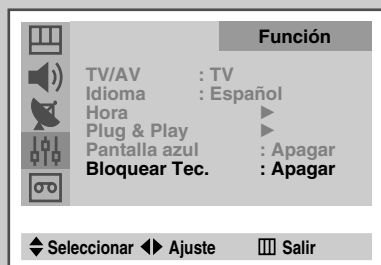 Función
TV/AV : TV
Idioma : Español
Hora ▶
Plug & Play ▶
Pantalla azul : Apagar
Bloquear Tec. : Apagar
Seleccionar Ajuste Salir